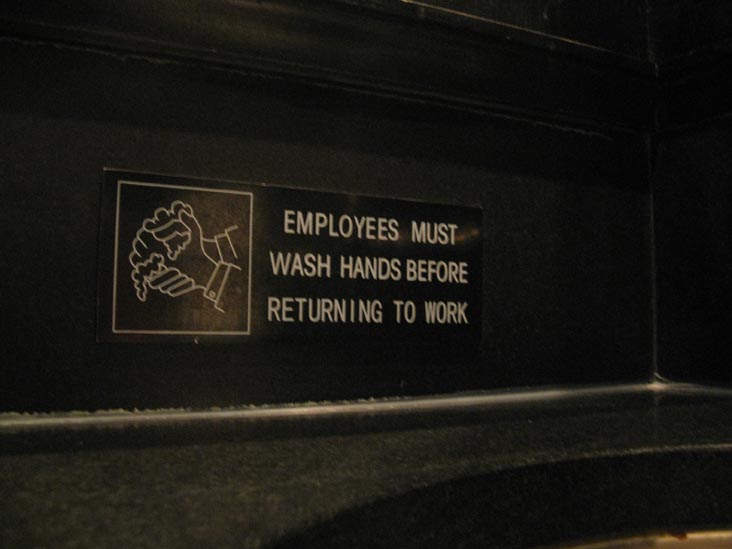 EMPLOYEES MUST
WASH HANDS BEFORE
RETURNING TO WORK